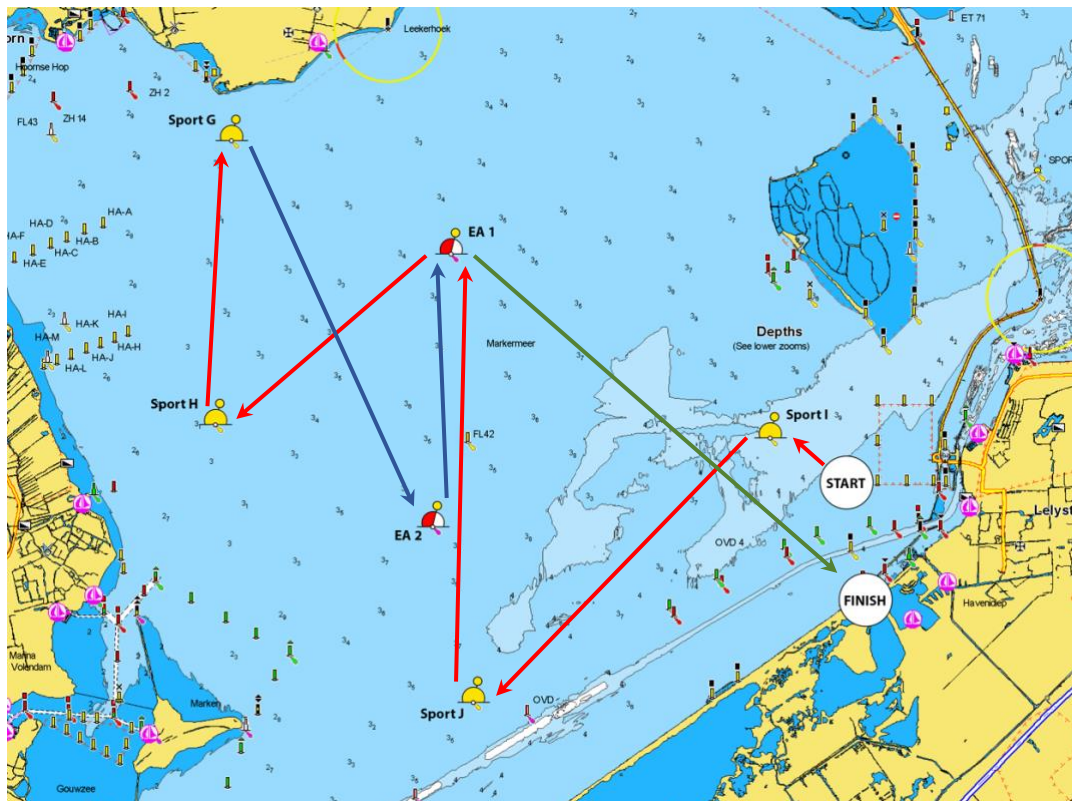 ET 71
orn
Leekerhoek
Hoornse Hop
ZH 2
ZH 14
Sport G
FL43
SPOR
HA-A
HA-D
HA-B
HA-F
HA-C
HA-E
EA 1
HA-I
HA-K
HA-M
HA-J
HA-H
HA-L
Markermeer
Depths
(See lower zooms)
Sport H
Sport I
FL42
START
Lelyst
EA 2
OVD 4
FINISH
Havendiep
Volendam
Sport J
OVD
Marken
Gouwzee